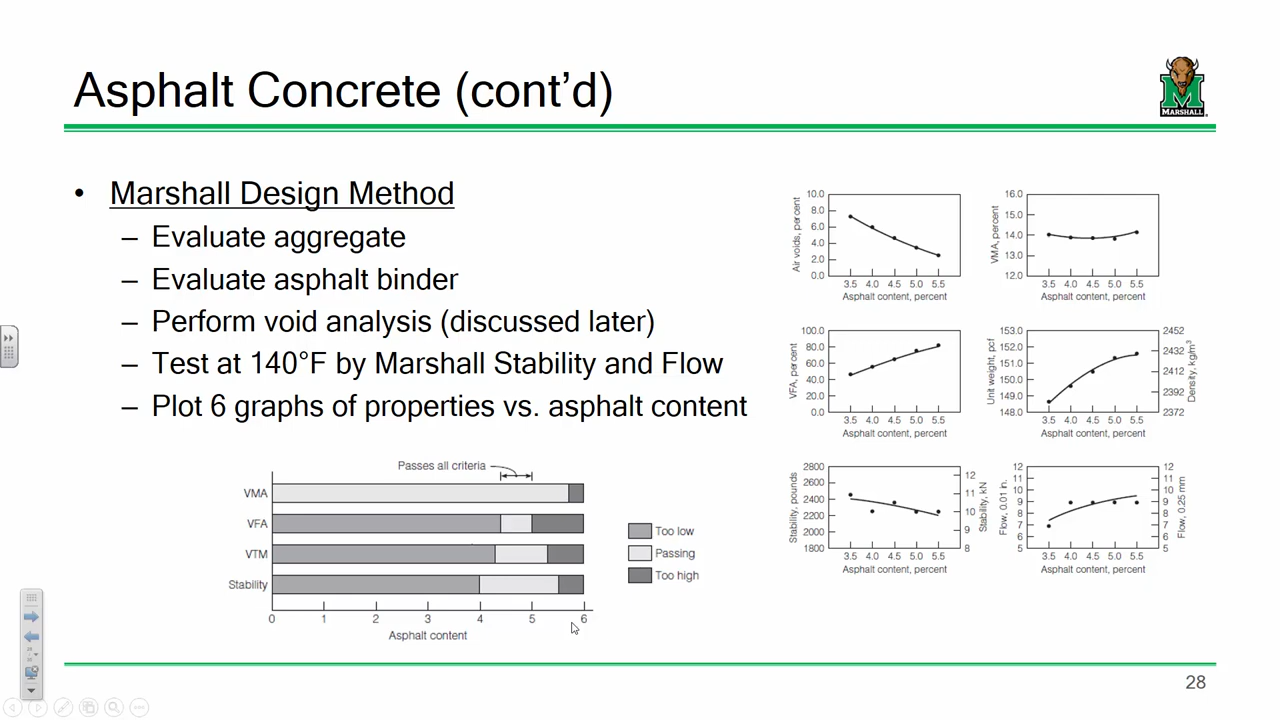 Asphalt Concrete (cont’d)
MARSHALL
• Marshall Design Method
– Evaluate aggregate
– Evaluate asphalt binder
– Perform void analysis (discussed later)
– Test at 140°F by Marshall Stability and Flow
– Plot 6 graphs of properties vs. asphalt content
Passes all criteria
VMA
VFA
VTM
Stability
0 1 2 3 4 5 6
Asphalt content
Too low
Passing
Too high
Air voids, percent
10.0
8.0
6.0
4.0
2.0
0.0
3.5 4.0 4.5 5.0 5.5
Asphalt content, percent
VMA, percent
16.0
15.0
14.0
13.0
12.0
3.5 4.0 4.5 5.0 5.5
Asphalt content, percent
VFA, percent
100.0
80.0
60.0
40.0
20.0
0.0
3.5 4.0 4.5 5.0 5.5
Asphalt content, percent
Unit weight, pcf
153.0
152.0
151.0
150.0
149.0
148.0
2452
2432
2412
2392
2372
Density, kg/m³
3.5 4.0 4.5 5.0 5.5
Asphalt content, percent
Stability, pounds
2800
2600
2400
2200
2000
1800
12
11
10
9
8
Stability, kN
3.5 4.0 4.5 5.0 5.5
Asphalt content, percent
Flow, 0.01 in.
12
11
10
9
8
7
6
5
12
11
10
9
8
7
6
5
Flow, 0.25 mm
3.5 4.0 4.5 5.0 5.5
Asphalt content, percent
28